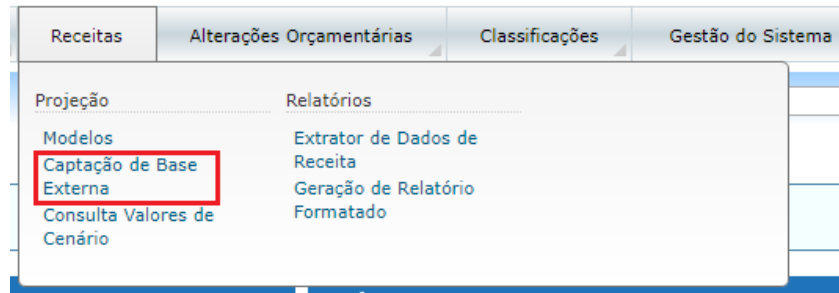 Receitas Alterações Orçamentárias Classificações Gestão do Sistema
Projeção
Modelos
Captação de Base
Externa
Consulta Valores de
Cenário
Relatórios
Extrator de Dados de
Receita
Geração de Relatório
Formatado